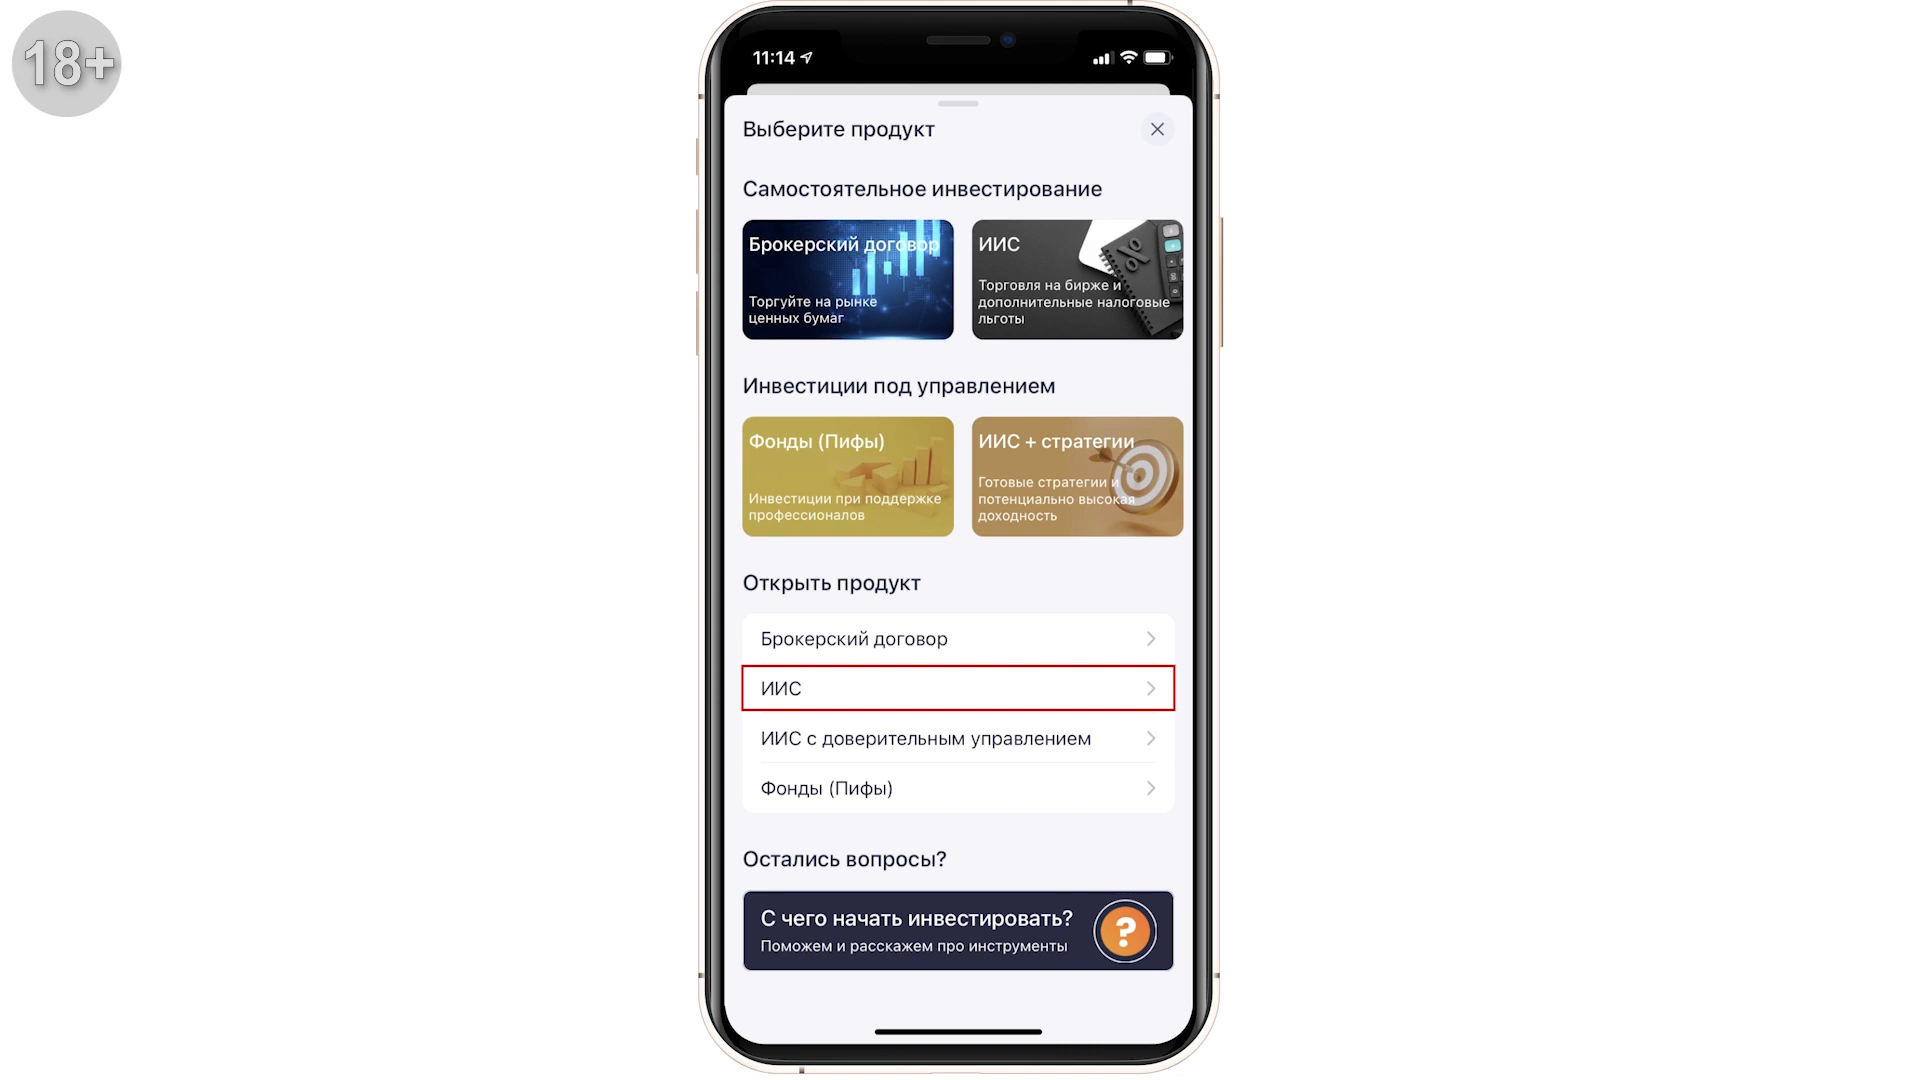 18+
11:14
Выберите продукт
Самостоятельное инвестирование
Брокерский договор
Торгуйте на рынке
ценных бумаг
ИИС
Торговля на бирже и
дополнительные налоговые
льготы
Инвестиции под управлением
Фонды (Пифы)
Инвестиции при поддержке
профессионалов
ИИС + стратегии
Готовые стратегии и
потенциально высокая
доходность
Открыть продукт
Брокерский договор
ИИС
ИИС с доверительным управлением
Фонды (Пифы)
Остались вопросы?
С чего начать инвестировать?
Поможем и расскажем про инструменты
?